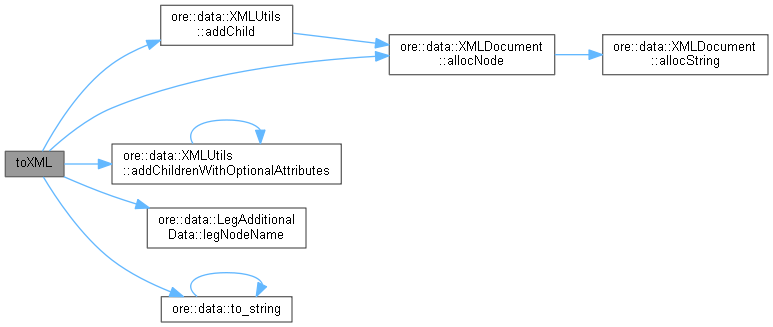 toXML
ore::data::XMLUtils
::addChild
ore::data::XMLDocument
::allocNode
ore::data::XMLDocument
::allocString
ore::data::XMLUtils
::addChildrenWithOptionalAttributes
ore::data::LegAdditional
Data::legNodeName
ore::data::to_string